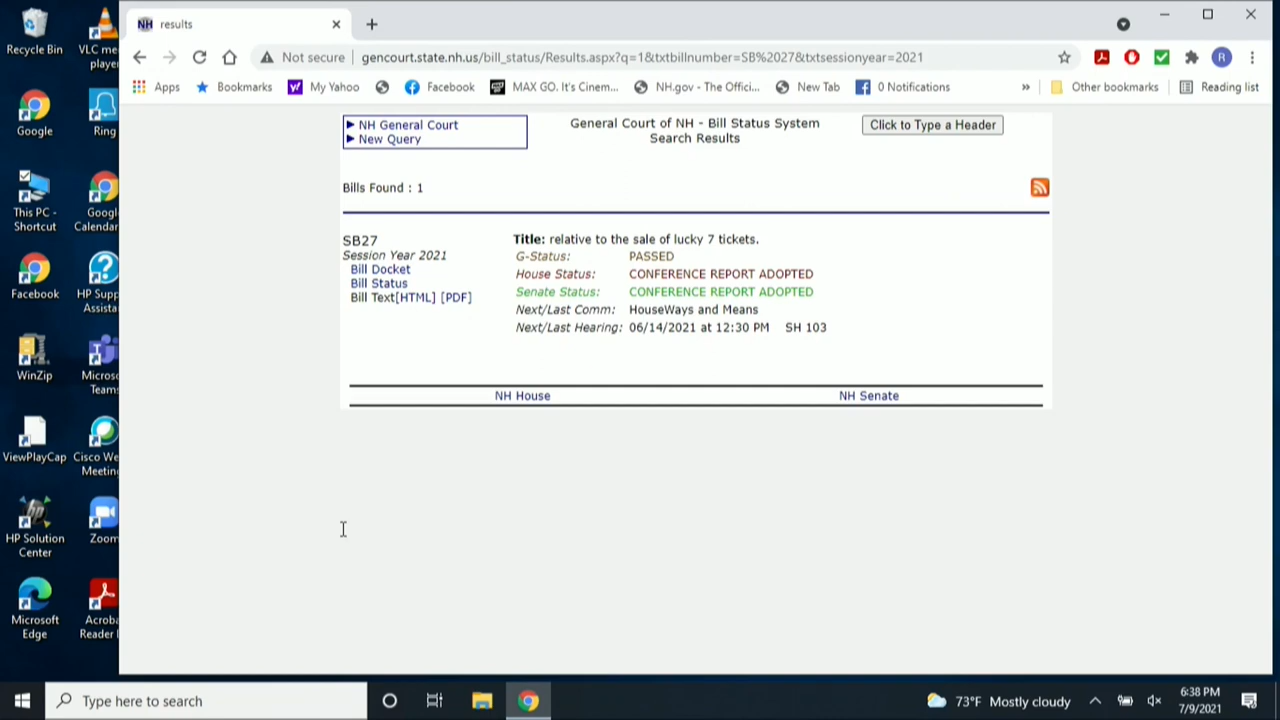 Recycle Bin
VLC me
player
Google
Ring
This PC -
Shortcut
Googl
Calendar
Facebook
HP Supp
Assista
WinZip
Micros
Teams
ViewPlayCap
Cisco We
Meeting
HP Solution
Center
Zoom
Microsoft
Edge
Acroba
Reader
NH results
Not secure gencourt.state.nh.us/bill_status/Results.aspx?q=1&txtbillnumber=SB%2027&txtsessionyear=2021
R
Apps Bookmarks My Yahoo Facebook MAX GO. It's Cinem... NH.gov - The Offici... New Tab 0 Notifications » Other bookmarks Reading list
NH General Court
New Query
General Court of NH - Bill Status System
Search Results
Click to Type a Header
Bills Found : 1
SB27
Session Year 2021
Bill Docket
Bill Status
Bill Text[HTML] [PDF]
Title: relative to the sale of lucky 7 tickets.
G-Status: PASSED
House Status: CONFERENCE REPORT ADOPTED
Senate Status: CONFERENCE REPORT ADOPTED
Next/Last Comm: HouseWays and Means
Next/Last Hearing: 06/14/2021 at 12:30 PM SH 103
NH House NH Senate
Type here to search
73°F Mostly cloudy
6:38 PM
7/9/2021